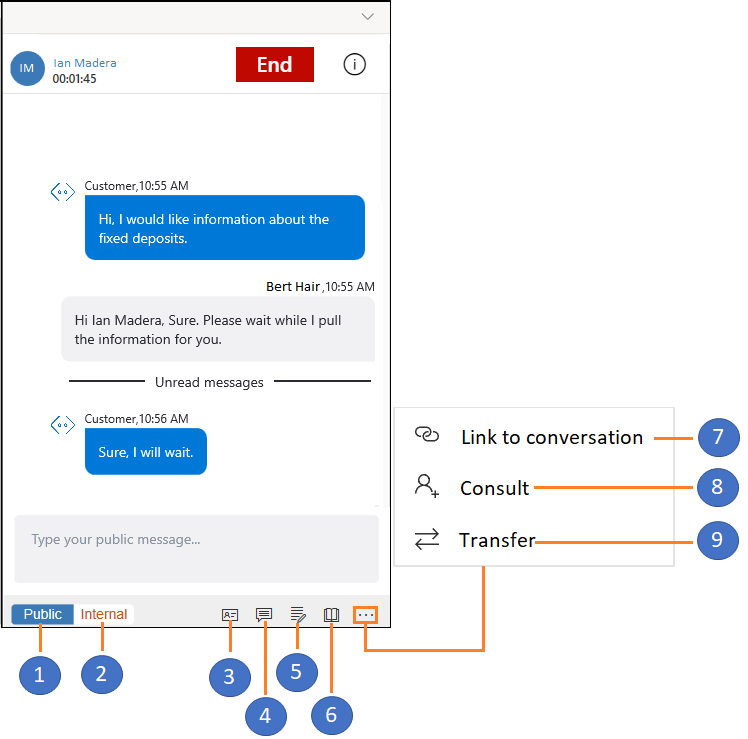 IM
Ian Madera
00:01:45
End
i
Customer,10:55 AM
Hi, I would like information about the
fixed deposits.
Bert Hair ,10:55 AM
Hi Ian Madera, Sure. Please wait while I pull
the information for you.
Unread messages
Customer,10:56 AM
Sure, I will wait.
Link to conversation
7
Consult
8
Transfer
9
Type your public message...
Public
Internal
1
2
3
4
5
6